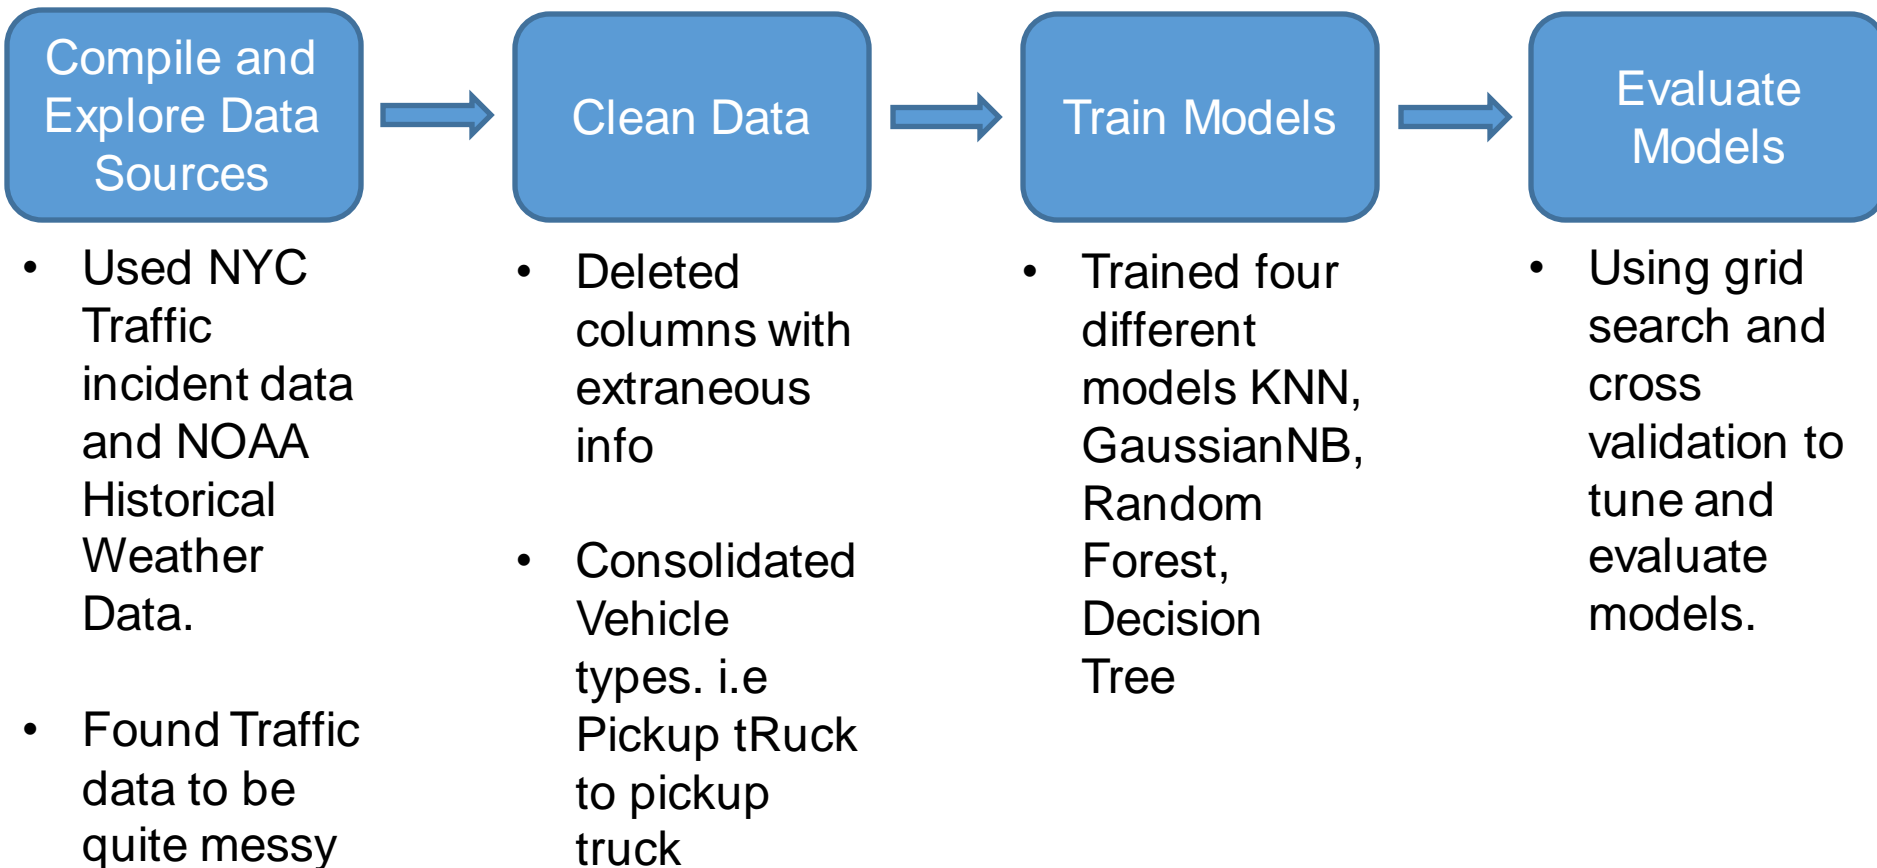 Compile and
Explore Data
Sources
Clean Data
Train Models
Evaluate
Models
• Used NYC
Traffic
incident data
and NOAA
Historical
Weather
Data.
• Found Traffic
data to be
quite messy
• Deleted
columns with
extraneous
info
• Consolidated
Vehicle
types. i.e
Pickup tRuck
to pickup
truck
• Trained four
different
models KNN,
GaussianNB,
Random
Forest,
Decision
Tree
• Using grid
search and
cross
validation to
tune and
evaluate
models.